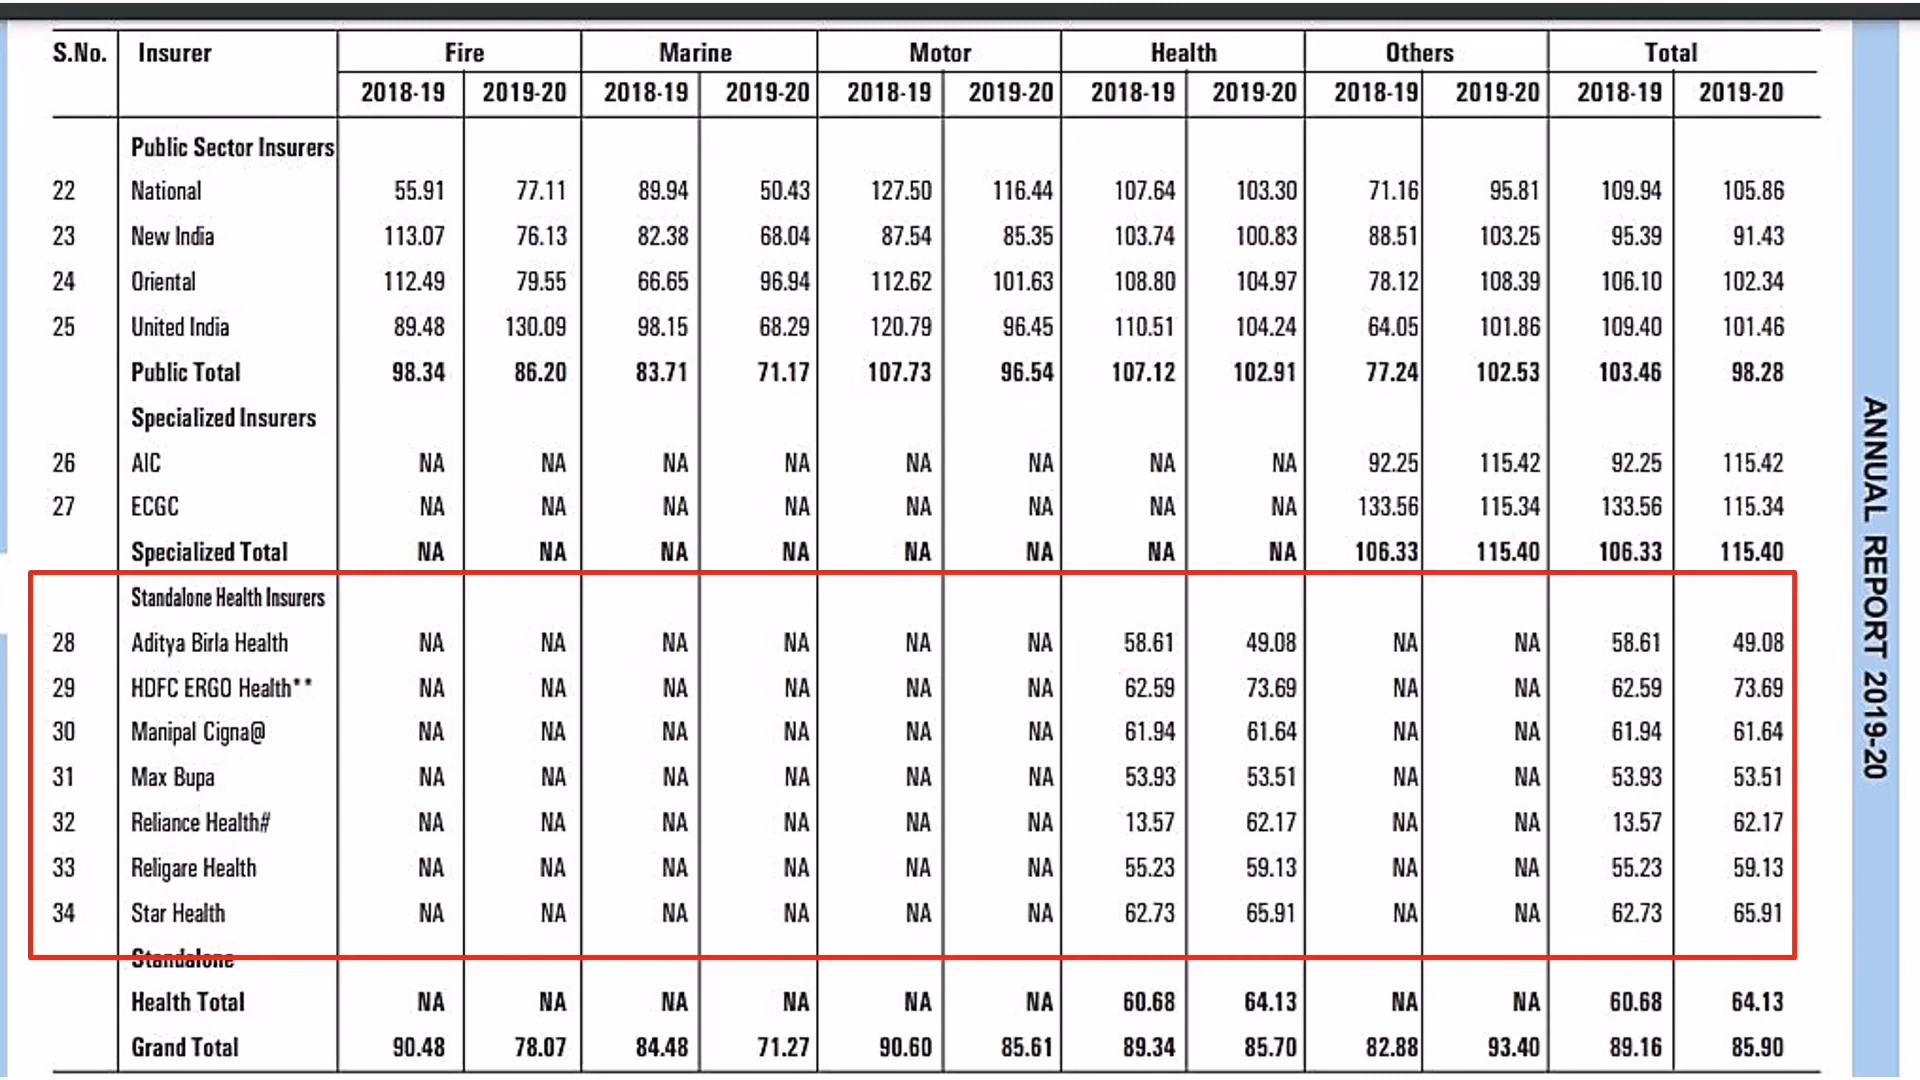 S.No. Insurer Fire Marine Motor Health Others Total
2018-19 2019-20 2018-19 2019-20 2018-19 2019-20 2018-19 2019-20 2018-19 2019-20 2018-19 2019-20
Public Sector Insurers
22 National 55.91 77.11 89.94 50.43 127.50 116.44 107.64 103.30 71.16 95.81 109.94 105.86
23 New India 113.07 76.13 82.38 68.04 87.54 85.35 103.74 100.83 88.51 103.25 95.39 91.43
24 Oriental 112.49 79.55 66.65 96.94 112.62 101.63 108.80 104.97 78.12 108.39 106.10 102.34
25 United India 89.48 130.09 98.15 68.29 120.79 96.45 110.51 104.24 64.05 101.86 109.40 101.46
Public Total 98.34 86.20 83.71 71.17 107.73 96.54 107.12 102.91 77.24 102.53 103.46 98.28
Specialized Insurers
26 AIC NA NA NA NA NA NA NA NA 92.25 115.42 92.25 115.42
27 ECGC NA NA NA NA NA NA NA NA 133.56 115.34 133.56 115.34
Specialized Total NA NA NA NA NA NA NA NA 106.33 115.40 106.33 115.40
Standalone Health Insurers
28 Aditya Birla Health NA NA NA NA NA NA 58.61 49.08 NA NA 58.61 49.08
29 HDFC ERGO Health** NA NA NA NA NA NA 62.59 73.69 NA NA 62.59 73.69
30 Manipal Cigna@ NA NA NA NA NA NA 61.94 61.64 NA NA 61.94 61.64
31 Max Bupa NA NA NA NA NA NA 53.93 53.51 NA NA 53.93 53.51
32 Reliance Health# NA NA NA NA NA NA 13.57 62.17 NA NA 13.57 62.17
33 Religare Health NA NA NA NA NA NA 55.23 59.13 NA NA 55.23 59.13
34 Star Health NA NA NA NA NA NA 62.73 65.91 NA NA 62.73 65.91
Standalone
Health Total NA NA NA NA NA NA 60.68 64.13 NA NA 60.68 64.13
Grand Total 90.48 78.07 84.48 71.27 90.60 85.61 89.34 85.70 82.88 93.40 89.16 85.90
ANNUAL REPORT 2019-20